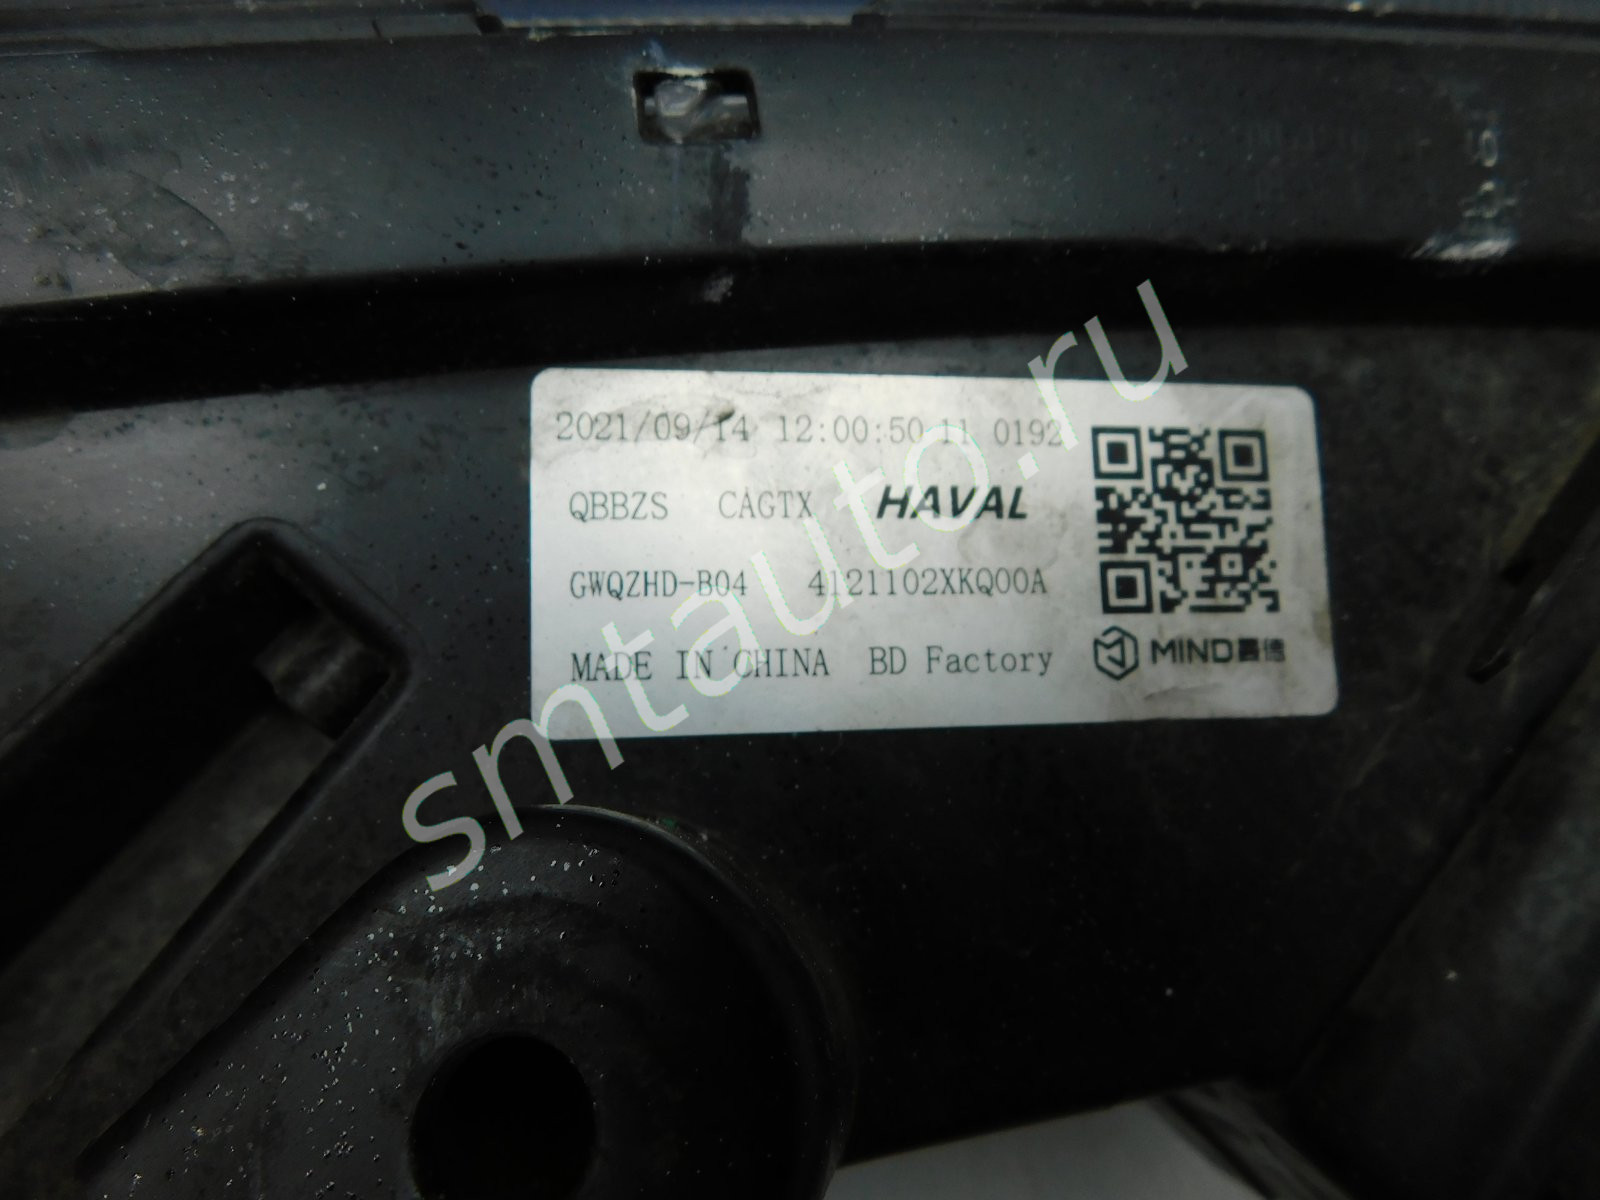 2021/09/14 12:00:50 11 0192
QBBZS CAGTX HAVAL
GWQZHD-B04 4121102XKQ00A
MADE IN CHINA BD Factory
MIND
smtauto.ru